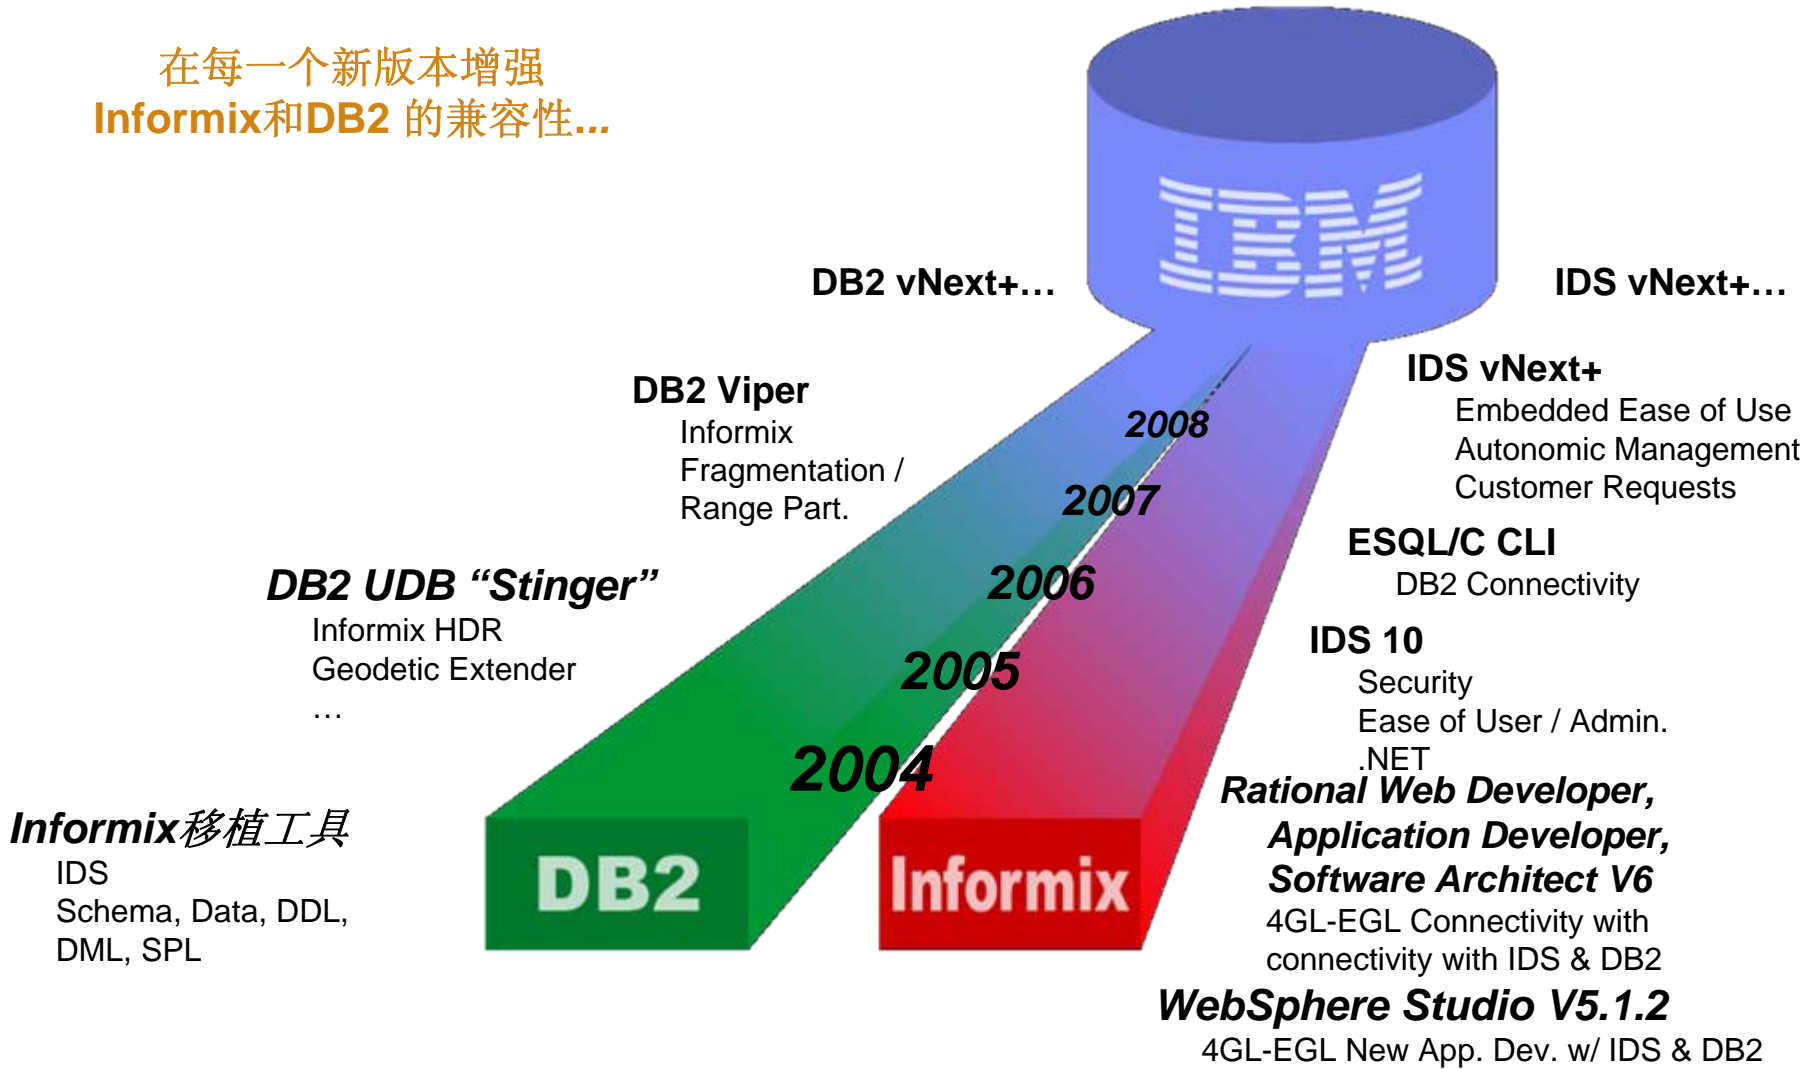 在每一个新版本增强
Informix和DB2 的兼容性...
IBM
DB2 vNext+…
IDS vNext+…
DB2 Viper
Informix
Fragmentation /
Range Part.
IDS vNext+
Embedded Ease of Use
Autonomic Management
Customer Requests
2008
2007
ESQL/C CLI
DB2 Connectivity
DB2 UDB “Stinger”
Informix HDR
Geodetic Extender
…
2006
IDS 10
Security
Ease of User / Admin.
.NET
2005
2004
Rational Web Developer,
Application Developer,
Software Architect V6
4GL-EGL Connectivity with
connectivity with IDS & DB2
Informix移植工具
IDS
Schema, Data, DDL,
DML, SPL
DB2
Informix
WebSphere Studio V5.1.2
4GL-EGL New App. Dev. w/ IDS & DB2